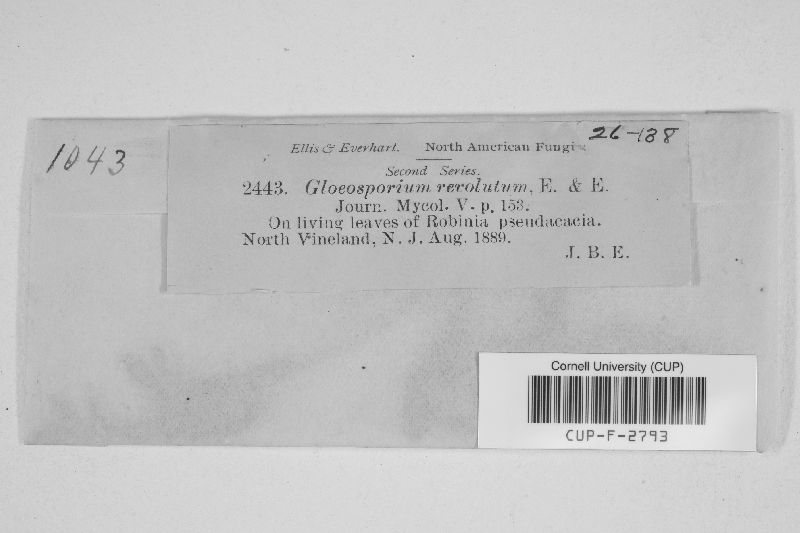 1043
26-138
Ellis & Everhart. North American Fungi
Second Series.
2443. Gloeosporium revolutum, E. & E.
Journ. Mycol. V. p. 153.
On living leaves of Robinia pseudacacia.
North Vineland, N. J. Aug. 1889.
J. B. E.
Cornell University (CUP)
CUP-F-2793